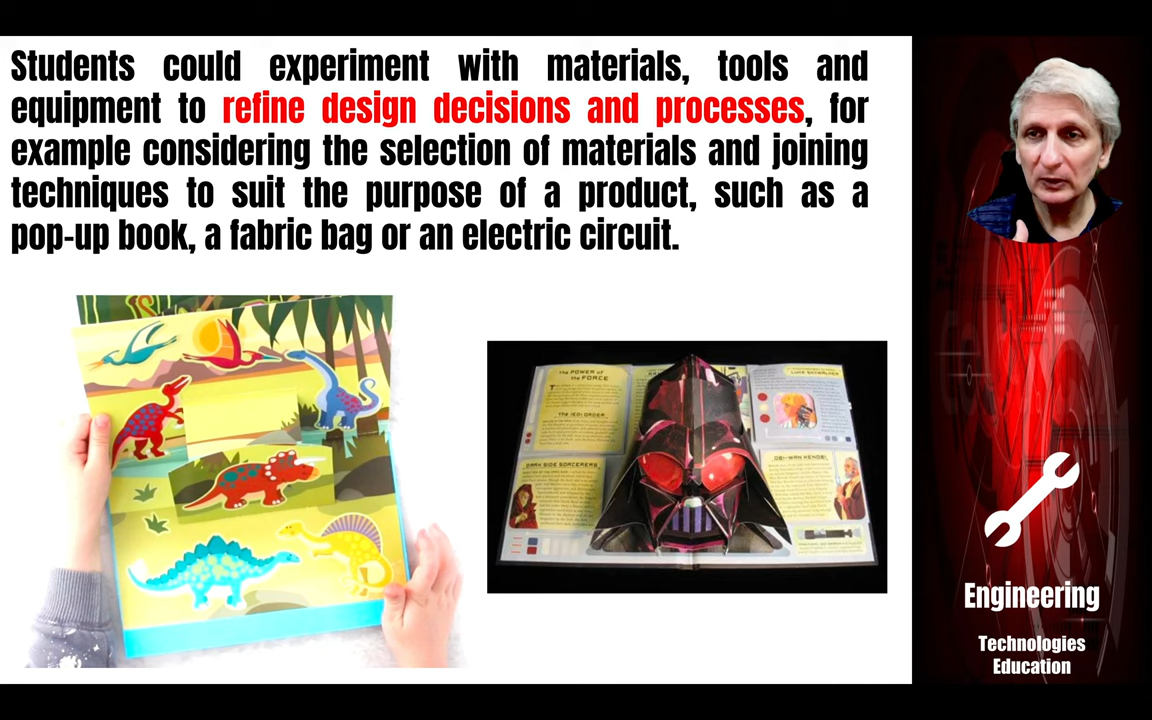 Students could experiment with materials, tools and
equipment to refine design decisions and processes, for
example considering the selection of materials and joining
techniques to suit the purpose of a product, such as a
pop-up book, a fabric bag or an electric circuit.
the POWER of
the FORCE
the JEDI ORDER
DARK SIDE SORCERERS
LUKE SKYWALKER
OBI-WAN KENOBI
Engineering
Technologies
Education